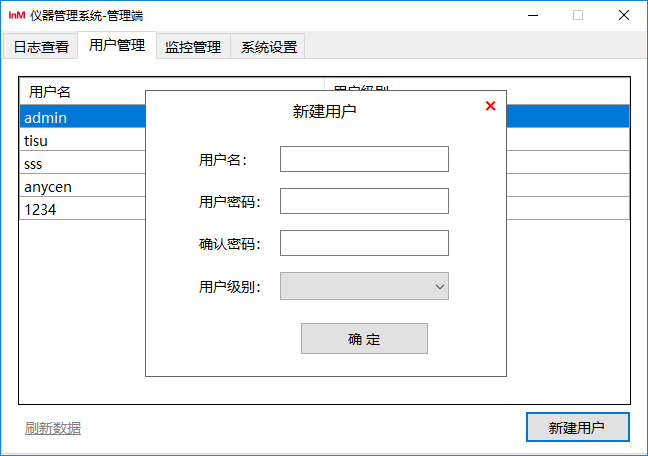 InM 仪器管理系统-管理端
日志查看 用户管理 监控管理 系统设置
用户名 用户级别
admin
tisu
sss
anycen
1234
新建用户
用户名：
用户密码：
确认密码：
用户级别：
确 定
刷新数据 新建用户